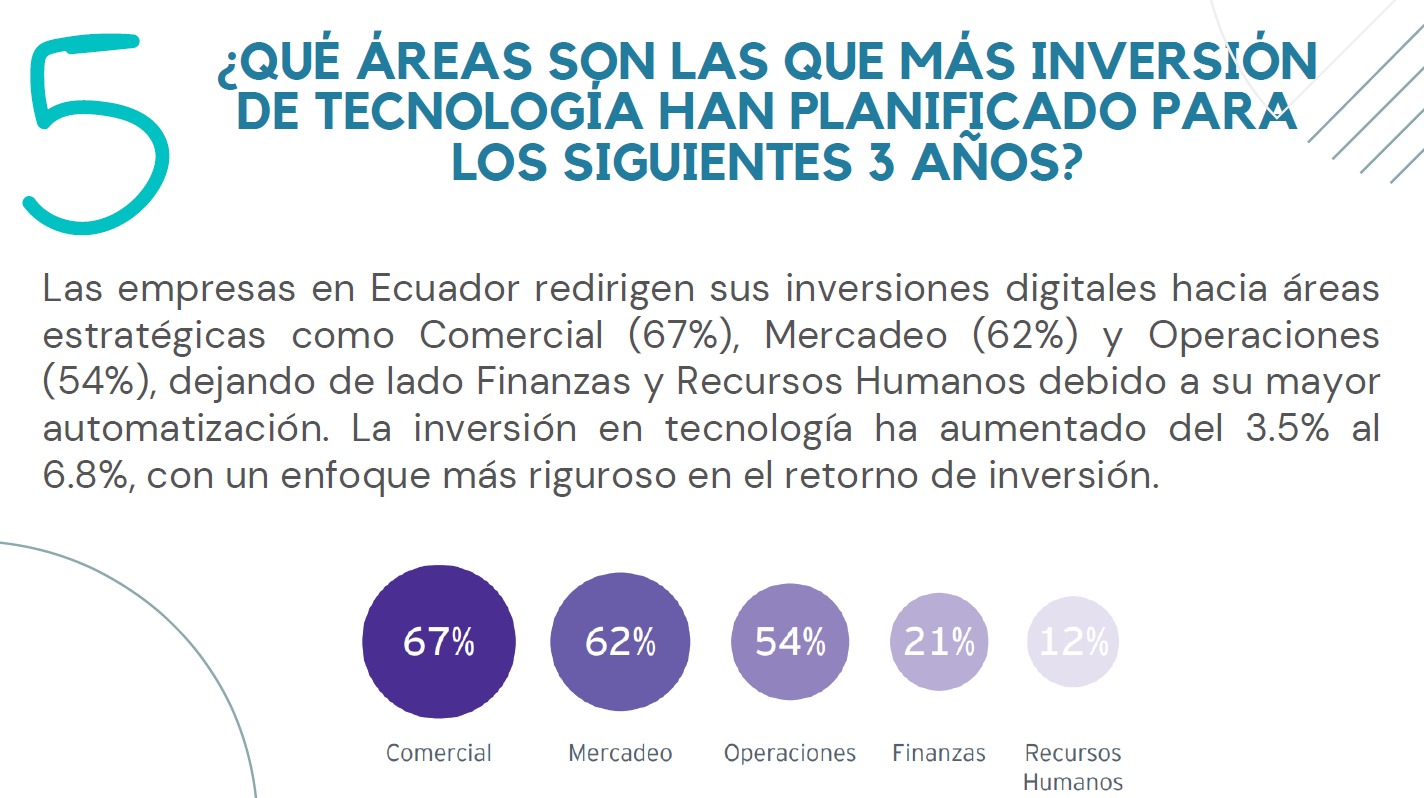 5
¿QUÉ ÁREAS SON LAS QUE MÁS INVERSIÓN
DE TECNOLOGÍA HAN PLANIFICADO PARA
LOS SIGUIENTES 3 AÑOS?
Las empresas en Ecuador redirigen sus inversiones digitales hacia áreas
estratégicas como Comercial (67%), Mercadeo (62%) y Operaciones
(54%), dejando de lado Finanzas y Recursos Humanos debido a su mayor
automatización. La inversión en tecnología ha aumentado del 3.5% al
6.8%, con un enfoque más riguroso en el retorno de inversión.
67% 62% 54% 21% 12%
Comercial Mercadeo Operaciones Finanzas Recursos
Humanos